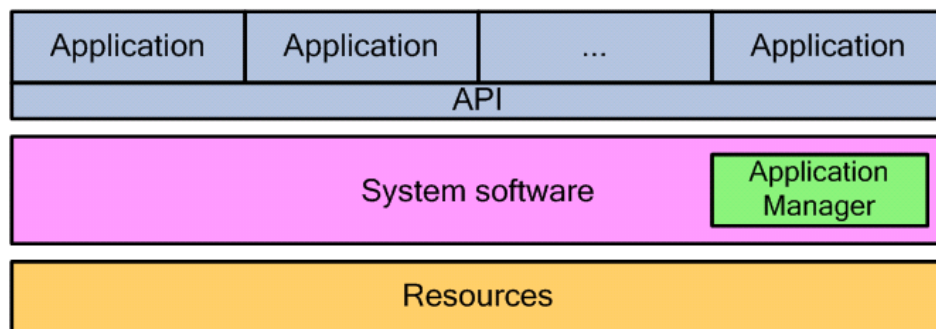 Application
Application
...
Application
API
System software
Application
Manager
Resources